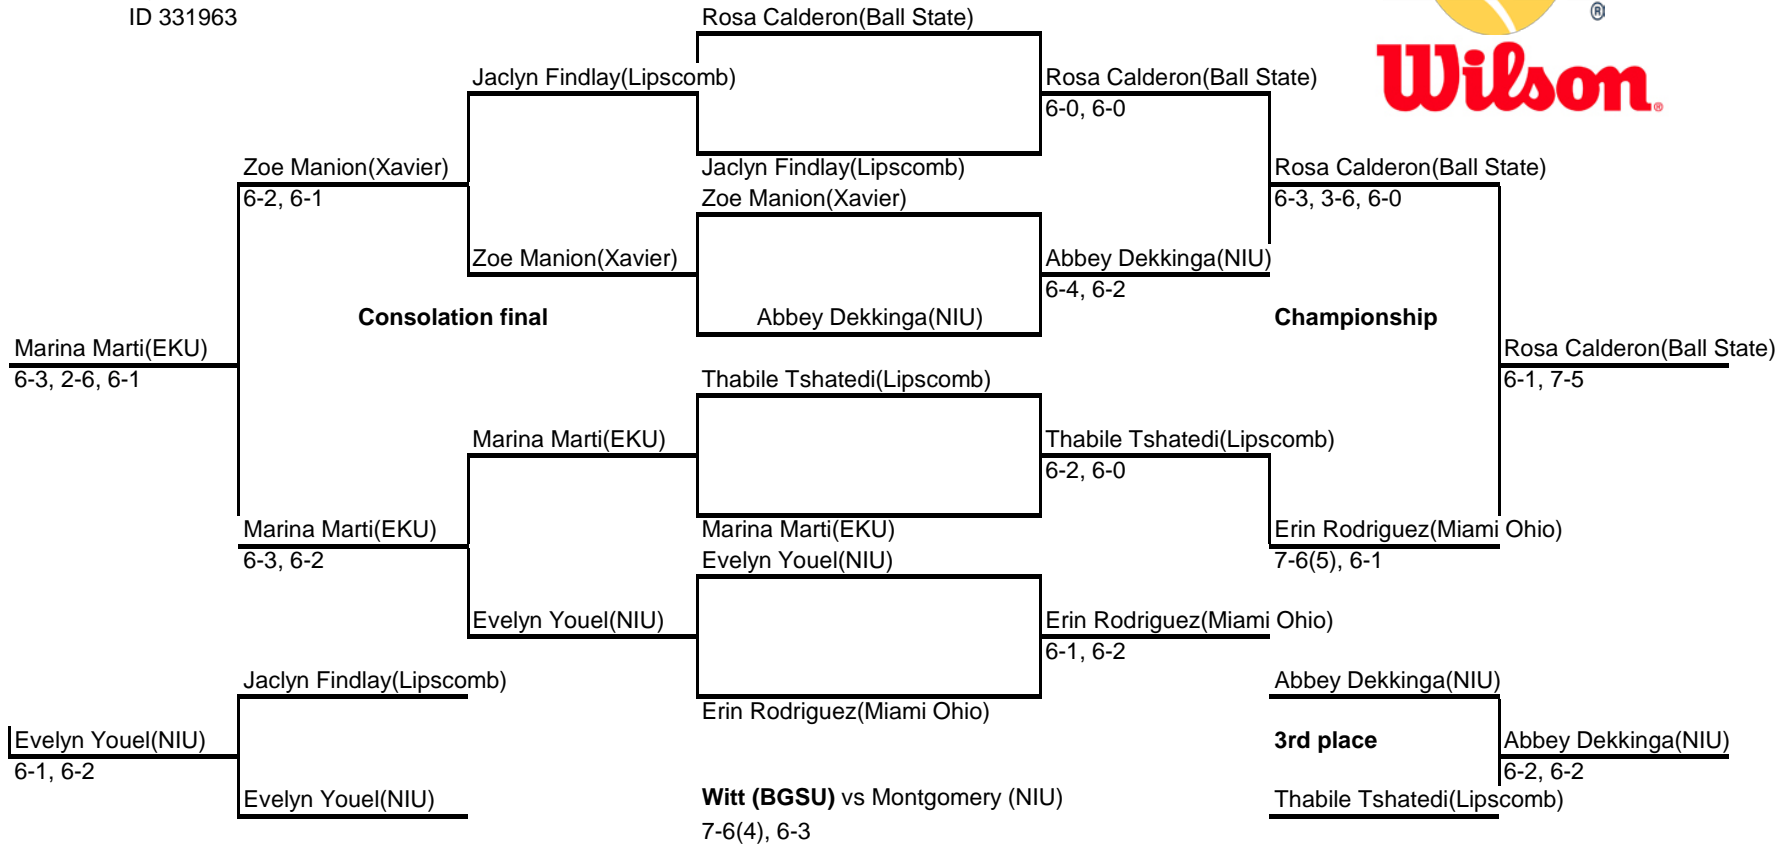 ID 331963
Rosa Calderon(Ball State)
®
Jaclyn Findlay(Lipscomb)
Rosa Calderon(Ball State)
Wilson®
6-0, 6-0
Zoe Manion(Xavier)
Jaclyn Findlay(Lipscomb)
Rosa Calderon(Ball State)
6-2, 6-1
Zoe Manion(Xavier)
6-3, 3-6, 6-0
Zoe Manion(Xavier)
Abbey Dekkinga(NIU)
6-4, 6-2
Consolation final
Abbey Dekkinga(NIU)
Championship
Marina Marti(EKU)
Rosa Calderon(Ball State)
6-3, 2-6, 6-1
Thabile Tshatedi(Lipscomb)
6-1, 7-5
Marina Marti(EKU)
Thabile Tshatedi(Lipscomb)
6-2, 6-0
Marina Marti(EKU)
Marina Marti(EKU)
Erin Rodriguez(Miami Ohio)
6-3, 6-2
Evelyn Youel(NIU)
7-6(5), 6-1
Evelyn Youel(NIU)
Erin Rodriguez(Miami Ohio)
6-1, 6-2
Jaclyn Findlay(Lipscomb)
Abbey Dekkinga(NIU)
Erin Rodriguez(Miami Ohio)
Evelyn Youel(NIU)
3rd place
Abbey Dekkinga(NIU)
6-1, 6-2
6-2, 6-2
Evelyn Youel(NIU)
Witt (BGSU) vs Montgomery (NIU)
Thabile Tshatedi(Lipscomb)
7-6(4), 6-3